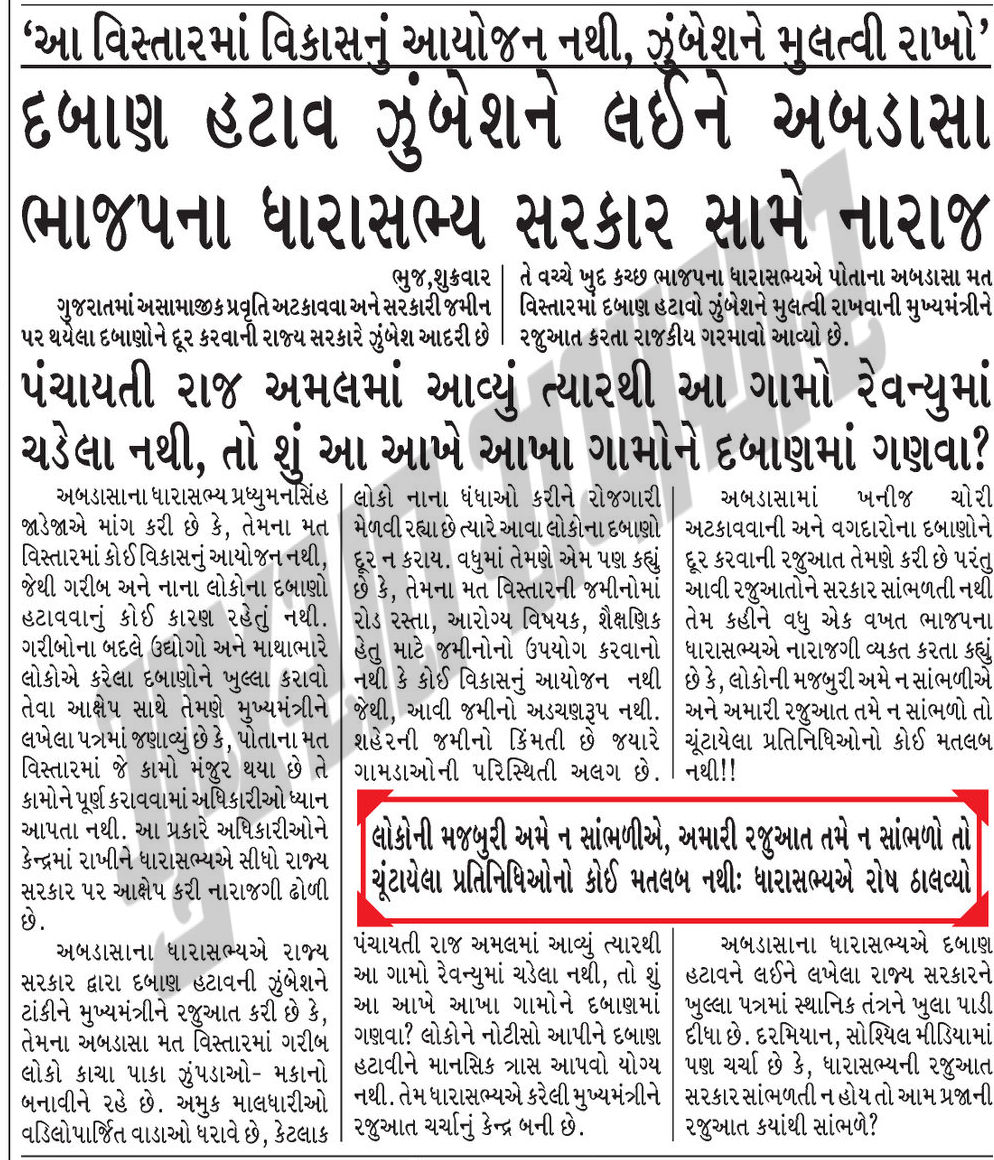 ‘આ વિસ્તારમાં વિકાસનું આયોજન નથી, ઝુંબેશને મુલત્વી રાખો’
દબાણ હટાવ ઝુંબેશને લઈને અબડાસા
ભાજપના ધારાસભ્ય સરકાર સામે નારાજ
ભુજ,શુક્રવાર
ગુજરાતમાં અસામાજીક પ્રવૃતિ અટકાવવા અને સરકારી જમીન
પર થયેલા દબાણોને દૂર કરવાની રાજ્ય સરકારે ઝુંબેશ આદરી છે
તે વચ્ચે ખુદ કચ્છ ભાજપના ધારાસભ્યએ પોતાના અબડાસા મત
વિસ્તારમાં દબાણ હટાવો ઝુંબેશને મુલત્વી રાખવાની મુખ્યમંત્રીને
રજુઆત કરતા રાજકીય ગરમાવો આવ્યો છે.
પંચાયતી રાજ અમલમાં આવ્યું ત્યારથી આ ગામો રેવન્યુમાં
ચડેલા નથી, તો શું આ આખે આખા ગામોને દબાણમાં ગણવા?
અબડાસાના ધારાસભ્ય પ્રધ્યુમનસિંહ
જાડેજાએ માંગ કરી છે કે, તેમના મત
વિસ્તારમાં કોઈ વિકાસનું આયોજન નથી,
જેથી ગરીબ અને નાના લોકોના દબાણો
હટાવવાનું કોઈ કારણ રહેતું નથી.
ગરીબોના બદલે ઉદ્યોગો અને માથાભારે
લોકોએ કરેલા દબાણોને ખુલ્લા કરાવો
તેવા આક્ષેપ સાથે તેમણે મુખ્યમંત્રીને
લખેલા પત્રમાં જણાવ્યું છે કે, પોતાના મત
વિસ્તારમાં જે કામો મંજુર થયા છે તે
કામોને પૂર્ણ કરાવવામાં અધિકારીઓ ધ્યાન
આપતા નથી. આ પ્રકારે અધિકારીઓને
કેન્દ્રમાં રાખીને ધારાસભ્યએ સીધો રાજ્ય
સરકાર પર આક્ષેપ કરી નારાજગી ઢોળી
છે.
અબડાસાના ધારાસભ્યએ રાજ્ય
સરકાર દ્વારા દબાણ હટાવની ઝુંબેશને
ટાંકીને મુખ્યમંત્રીને રજુઆત કરી છે કે,
તેમના અબડાસા મત વિસ્તારમાં ગરીબ
લોકો કાચા પાકા ઝુંપડાઓ- મકાનો
બનાવીને રહે છે. અમુક માલધારીઓ
વડિલોપાર્જિત વાડાઓ ધરાવે છે, કેટલાક
લોકો નાના ધંધાઓ કરીને રોજગારી
મેળવી રહ્યા છે ત્યારે આવા લોકોના દબાણો
દૂર ન કરાય. વધુમાં તેમણે એમ પણ કહ્યું
છે કે, તેમના મત વિસ્તારની જમીનોમાં
રોડ રસ્તા, આરોગ્ય વિષયક, શૈક્ષણિક
હેતુ માટે જમીનોનો ઉપયોગ કરવાનો
નથી કે કોઈ વિકાસનું આયોજન નથી
જેથી, આવી જમીનો અડચણરૂપ નથી.
શહેરની જમીનો કિંમતી છે જયારે
ગામડાઓની પરિસ્થિતી અલગ છે.
અબડાસામાં ખનીજ ચોરી
અટકાવવાની અને વગદારોના દબાણોને
દૂર કરવાની રજુઆત તેમણે કરી છે પરંતુ
આવી રજુઆતોને સરકાર સાંભળતી નથી
તેમ કહીને વધુ એક વખત ભાજપના
ધારાસભ્યએ નારાજગી વ્યકત કરતા કહ્યું
છે કે, લોકોની મજબુરી અમે ન સાંભળીએ
અને અમારી રજુઆત તમે ન સાંભળો તો
ચૂંટાયેલા પ્રતિનિધિઓનો કોઈ મતલબ
નથી!!
લોકોની મજબુરી અમે ન સાંભળીએ, અમારી રજુઆત તમે ન સાંભળો તો
ચૂંટાયેલા પ્રતિનિધિઓનો કોઈ મતલબ નથી: ધારાસભ્યએ રોષ ઠાલવ્યો
પંચાયતી રાજ અમલમાં આવ્યું ત્યારથી
આ ગામો રેવન્યુમાં ચડેલા નથી, તો શું
આ આખે આખા ગામોને દબાણમાં
ગણવા? લોકોને નોટીસો આપીને દબાણ
હટાવીને માનસિક ત્રાસ આપવો યોગ્ય
નથી. તેમ ધારાસભ્યએ કરેલી મુખ્યમંત્રીને
રજુઆત ચર્ચાનું કેન્દ્ર બની છે.
અબડાસાના ધારાસભ્યએ દબાણ
હટાવને લઈને લખેલા રાજ્ય સરકારને
ખુલ્લા પત્રમાં સ્થાનિક તંત્રને ખુલા પાડી
દીધા છે. દરમિયાન, સોશ્યિલ મીડિયામાં
પણ ચર્ચા છે કે, ધારાસભ્યની રજુઆત
સરકાર સાંભળતી ન હોય તો આમ પ્રજાની
રજુઆત કયાંથી સાંભળે?